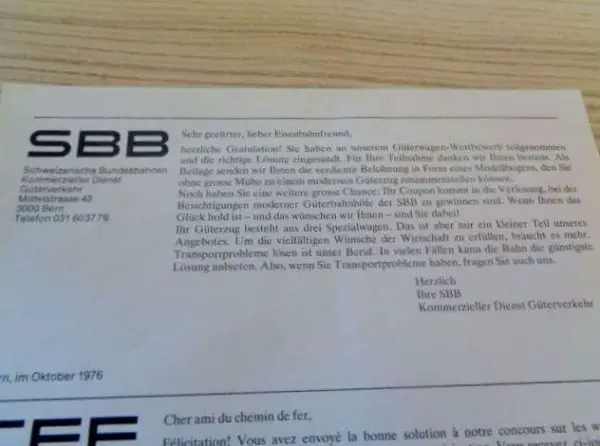 SBB
Schweizerische Bundesbahnen
Kommerzieller Dienst
Güterverkehr
Mittelstrasse 43
3000 Bern
Telefon 031 603779
Sehr geehrter, lieber Eisenbahnfreund,
herzliche Gratulation! Sie haben an unserem Güterwagen-Wettbewerb teilgenommen
und die richtige Lösung eingesandt. Für Ihre Teilnahme danken wir Ihnen bestens. Als
Beilage senden wir Ihnen die verdiente Belohnung in Form eines Modellbogens, den Sie
ohne grosse Mühe zu einem modernen Güterzug zusammenstellen können.
Noch haben Sie eine weitere grosse Chance: Ihr Coupon kommt in die Verlosung, bei der
Besichtigungen moderner Güterbahnhöfe der SBB zu gewinnen sind. Wenn Ihnen das
Glück hold ist – und das wünschen wir Ihnen – sind Sie dabei!
Ihr Güterzug besteht aus drei Spezialwagen. Das ist aber nur ein kleiner Teil unseres
Angebotes. Um die vielfältigen Wünsche der Wirtschaft zu erfüllen, braucht es mehr.
Transportprobleme lösen ist unser Beruf. In vielen Fällen kann die Bahn die günstigste
Lösung anbieten. Also, wenn Sie Transportprobleme haben, fragen Sie auch uns.
Herzlich
Ihre SBB
Kommerzieller Dienst Güterverkehr
rn, im Oktober 1976
Cher ami du chemin de fer,
Félicitation! Vous avez envoyé la bonne solution à notre concours sur les w